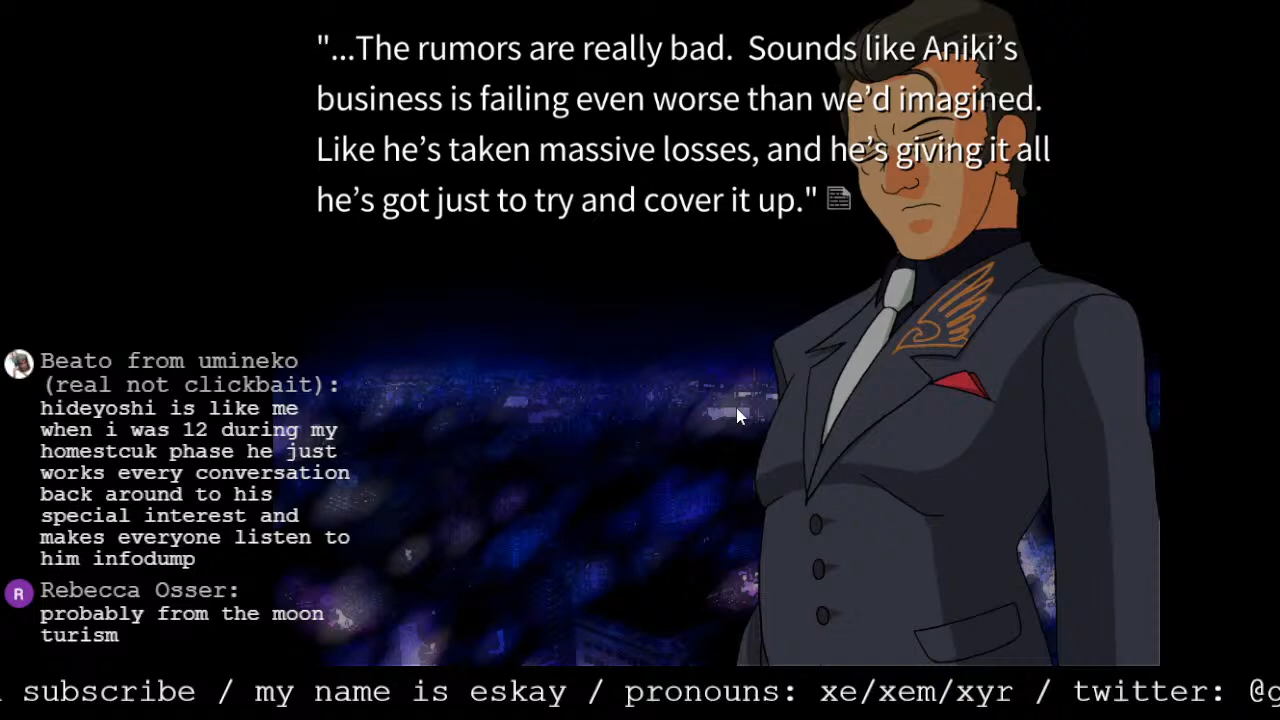 "...The rumors are really bad.  Sounds like Aniki’s
business is failing even worse than we’d imagined.
Like he’s taken massive losses, and he’s giving it all
he’s got just to try and cover it up."
Beato from umineko
(real not clickbait):
hideyoshi is like me
when i was 12 during my
homestcuk phase he just
works every conversation
back around to his
special interest and
makes everyone listen to
him infodump
R
Rebecca Osser:
probably from the moon
turism
subscribe / my name is eskay / pronouns: xe/xem/xyr / twitter: @g